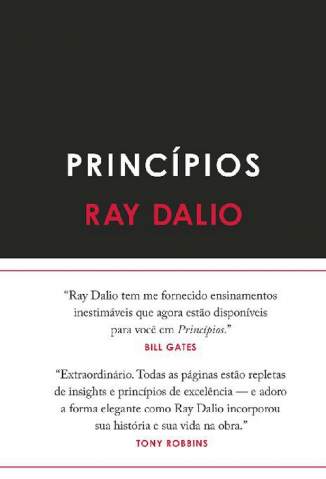 PRINCÍPIOS
RAY DALIO
“Ray Dalio tem me fornecido ensinamentos
inestimáveis que agora estão disponíveis
para você em Princípios.”
BILL GATES
“Extraordinário. Todas as páginas estão repletas
de insights e princípios de excelência — e adoro
a forma elegante como Ray Dalio incorporou
sua história e sua vida na obra.”
TONY ROBBINS